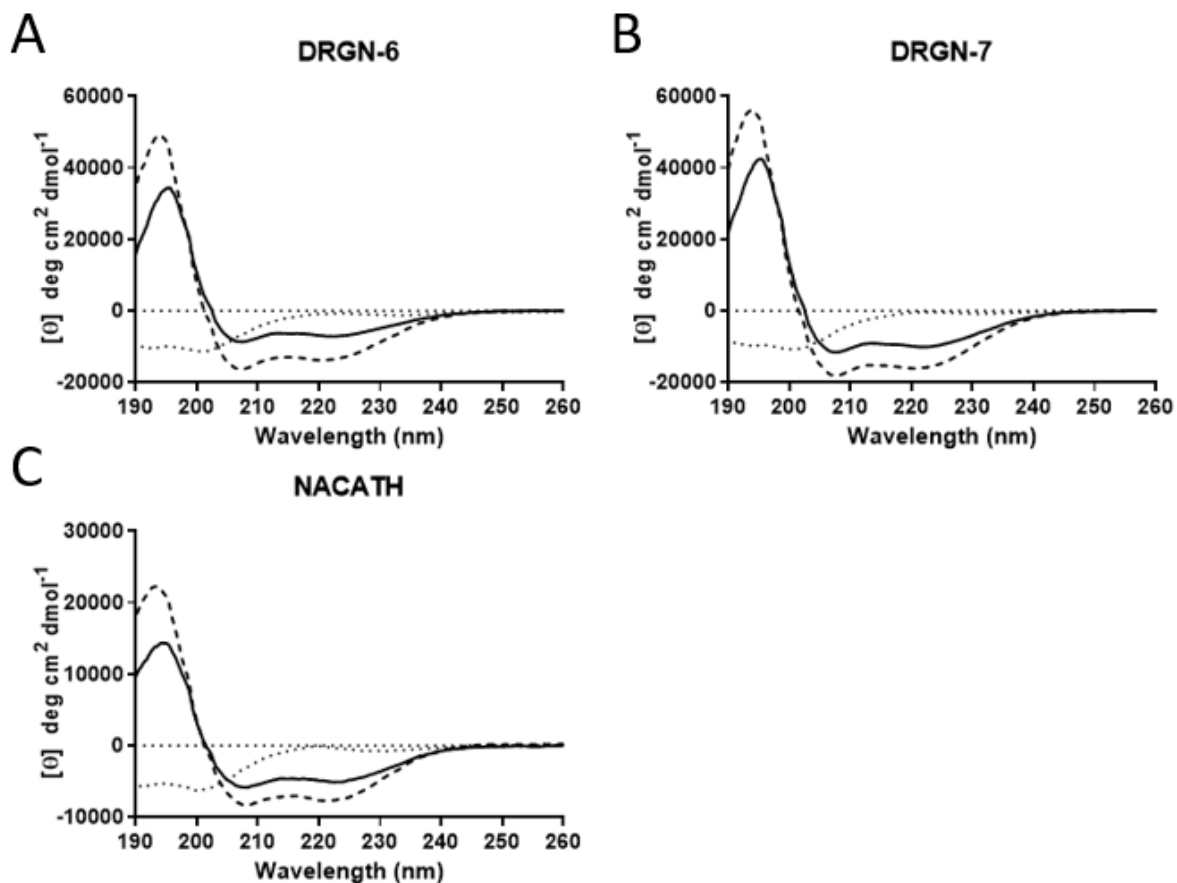 A
DRGN-6
[θ] deg cm² dmol⁻¹
60000
40000
20000
0
-20000
190 200 210 220 230 240 250 260
Wavelength (nm)
B
DRGN-7
[θ] deg cm² dmol⁻¹
60000
40000
20000
0
-20000
190 200 210 220 230 240 250 260
Wavelength (nm)
C
NACATH
[θ] deg cm² dmol⁻¹
30000
20000
10000
0
-10000
190 200 210 220 230 240 250 260
Wavelength (nm)